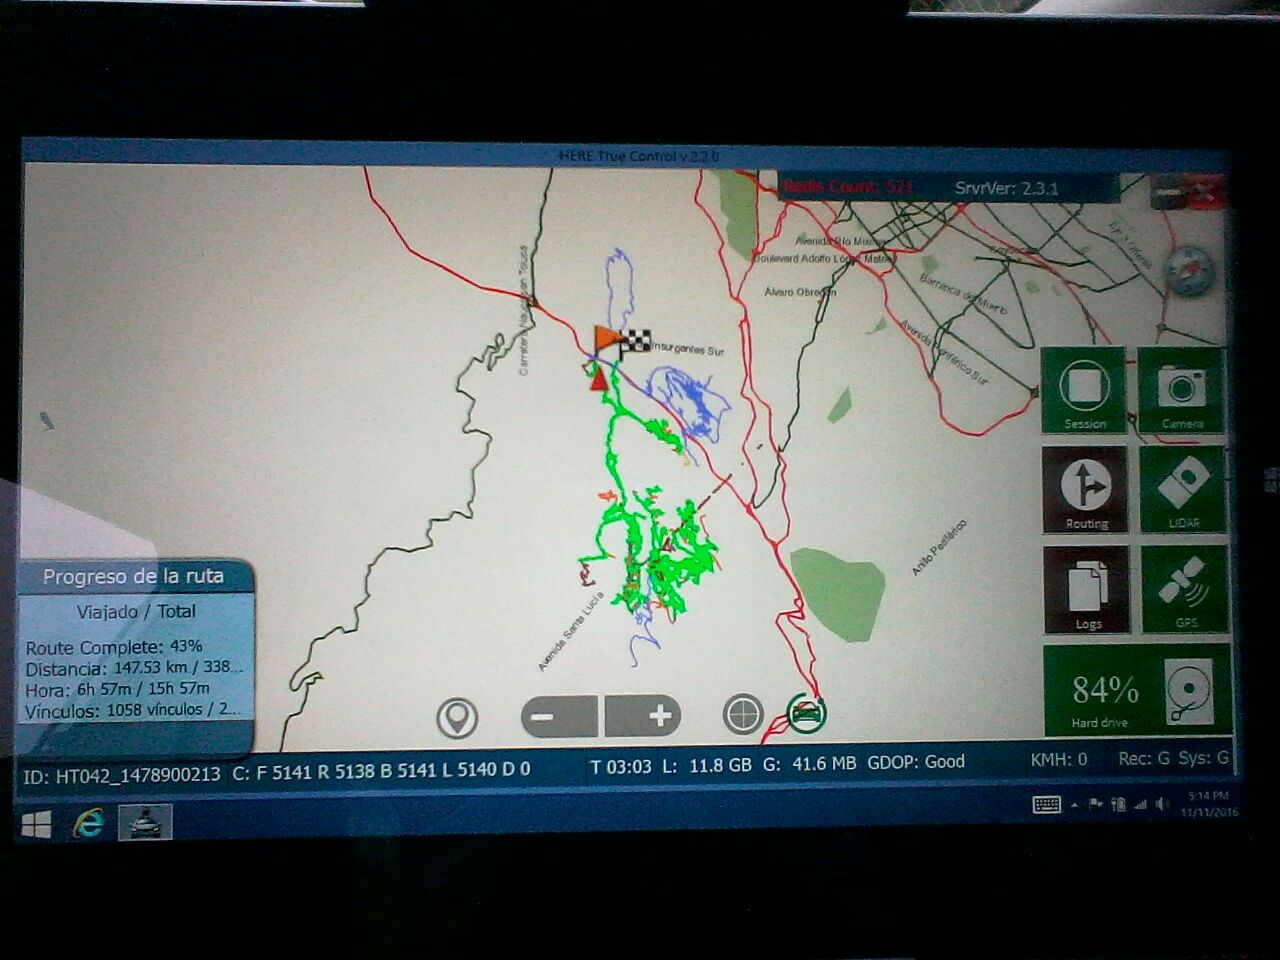 HERE True Control v.2.2.0
Redis Count: 521
SrvrVer: 2.3.1
Avenida Río Mixcoac
Boulevard Adolfo López Mateos
Álvaro Obregón
Barranca del Muerto
Avenida Periférico Sur
Insurgentes Sur
Anillo Periférico
Avenida Santa Lucía
Session
Camera
Routing
LIDAR
Logs
GPS
84%
Hard drive
Progreso de la ruta
Viajado / Total
Route Complete: 43%
Distancia: 147.53 km / 338...
Hora: 6h 57m / 15h 57m
Vínculos: 1058 vínculos / 2...
ID: HT042_1478900213 C: F 5141 R 5138 B 5141 L 5140 D 0 T 03:03 L: 11.8 GB G: 41.6 MB GDOP: Good KMH: 0 Rec: G Sys: G
5:14 PM
11/11/2016